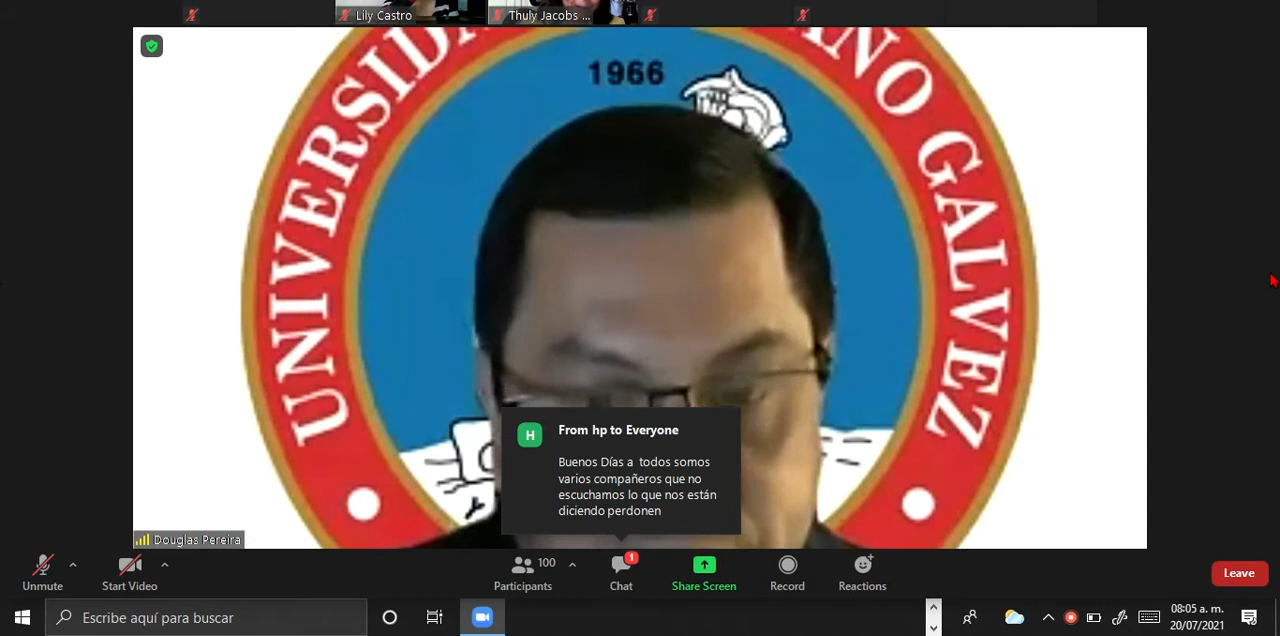 Lily Castro
Thuly Jacobs ...
1966
UNIVERSIDA
ANO GALVEZ
From hp to Everyone
H
Buenos Días a todos somos
varios compañeros que no
escuchamos lo que nos están
diciendo perdonen
Douglas Pereira
100
1
Unmute
Start Video
Participants
Chat
Share Screen
Record
Reactions
Leave
Escribe aquí para buscar
08:05 a. m.
20/07/2021